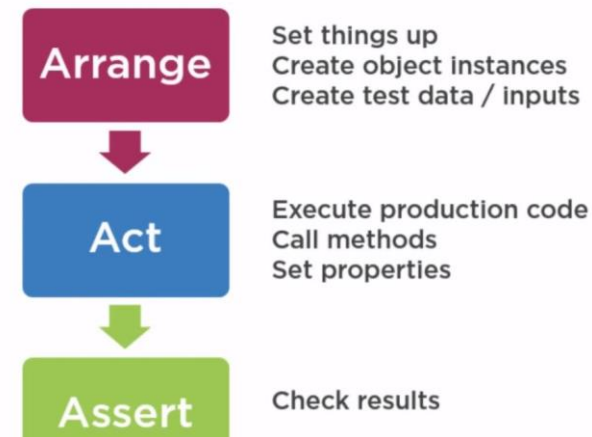 Arrange
Set things up
Create object instances
Create test data / inputs
Act
Execute production code
Call methods
Set properties
Assert
Check results